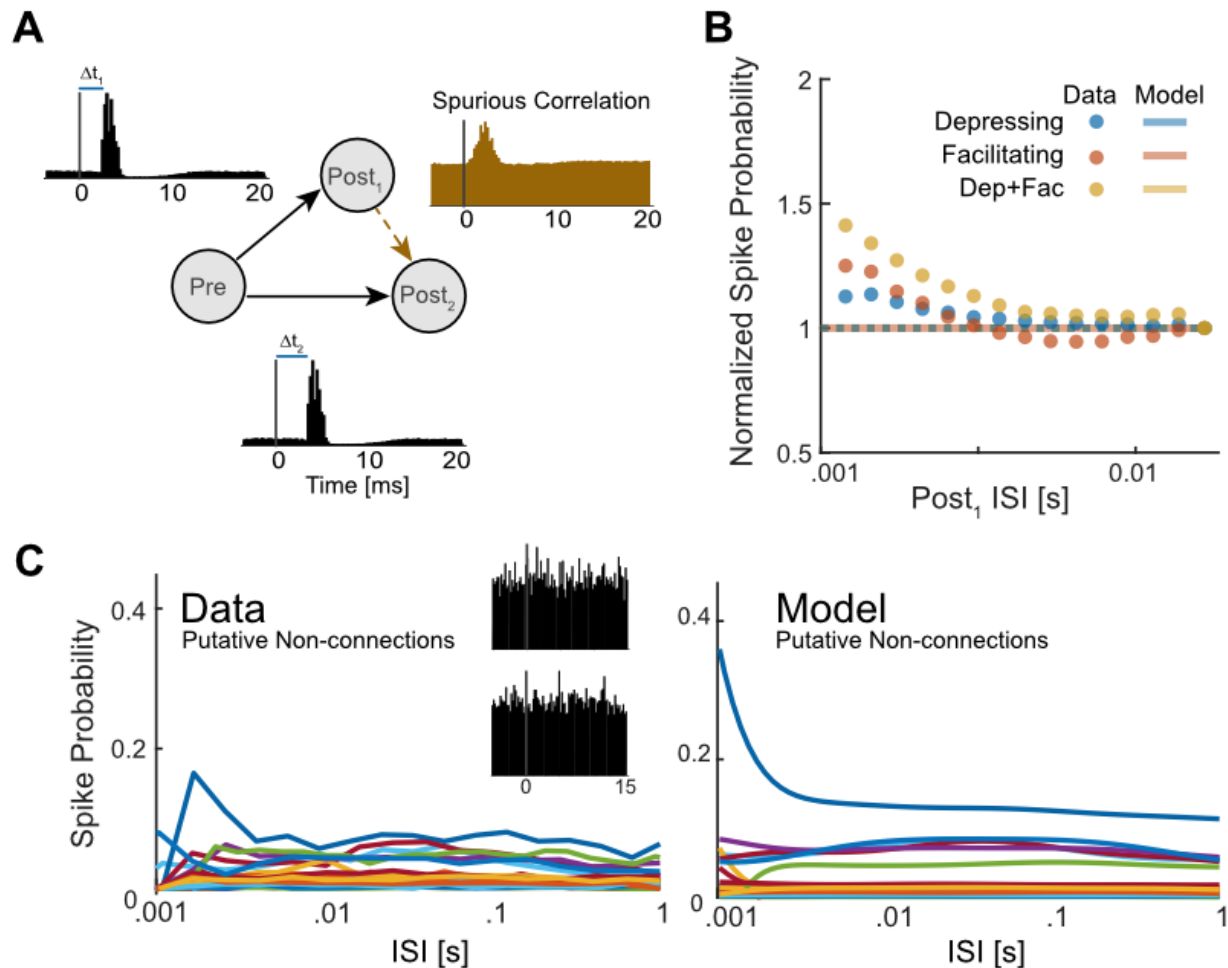 A
Δt1
0
10
20
Spurious Correlation
0
10
20
Post1
Pre
Post2
Δt2
0
10
20
Time [ms]
B
2
1.5
1
0.5
Normalized Spike Probnability
Data Model
Depressing
Facilitating
Dep+Fac
.001
0.01
Post1 ISI [s]
C
0.4
0.2
0
Spike Probability
Data
Putative Non-connections
0
15
.001
.01
.1
1
ISI [s]
Model
Putative Non-connections
0.4
0.2
0
.001
.01
.1
1
ISI [s]